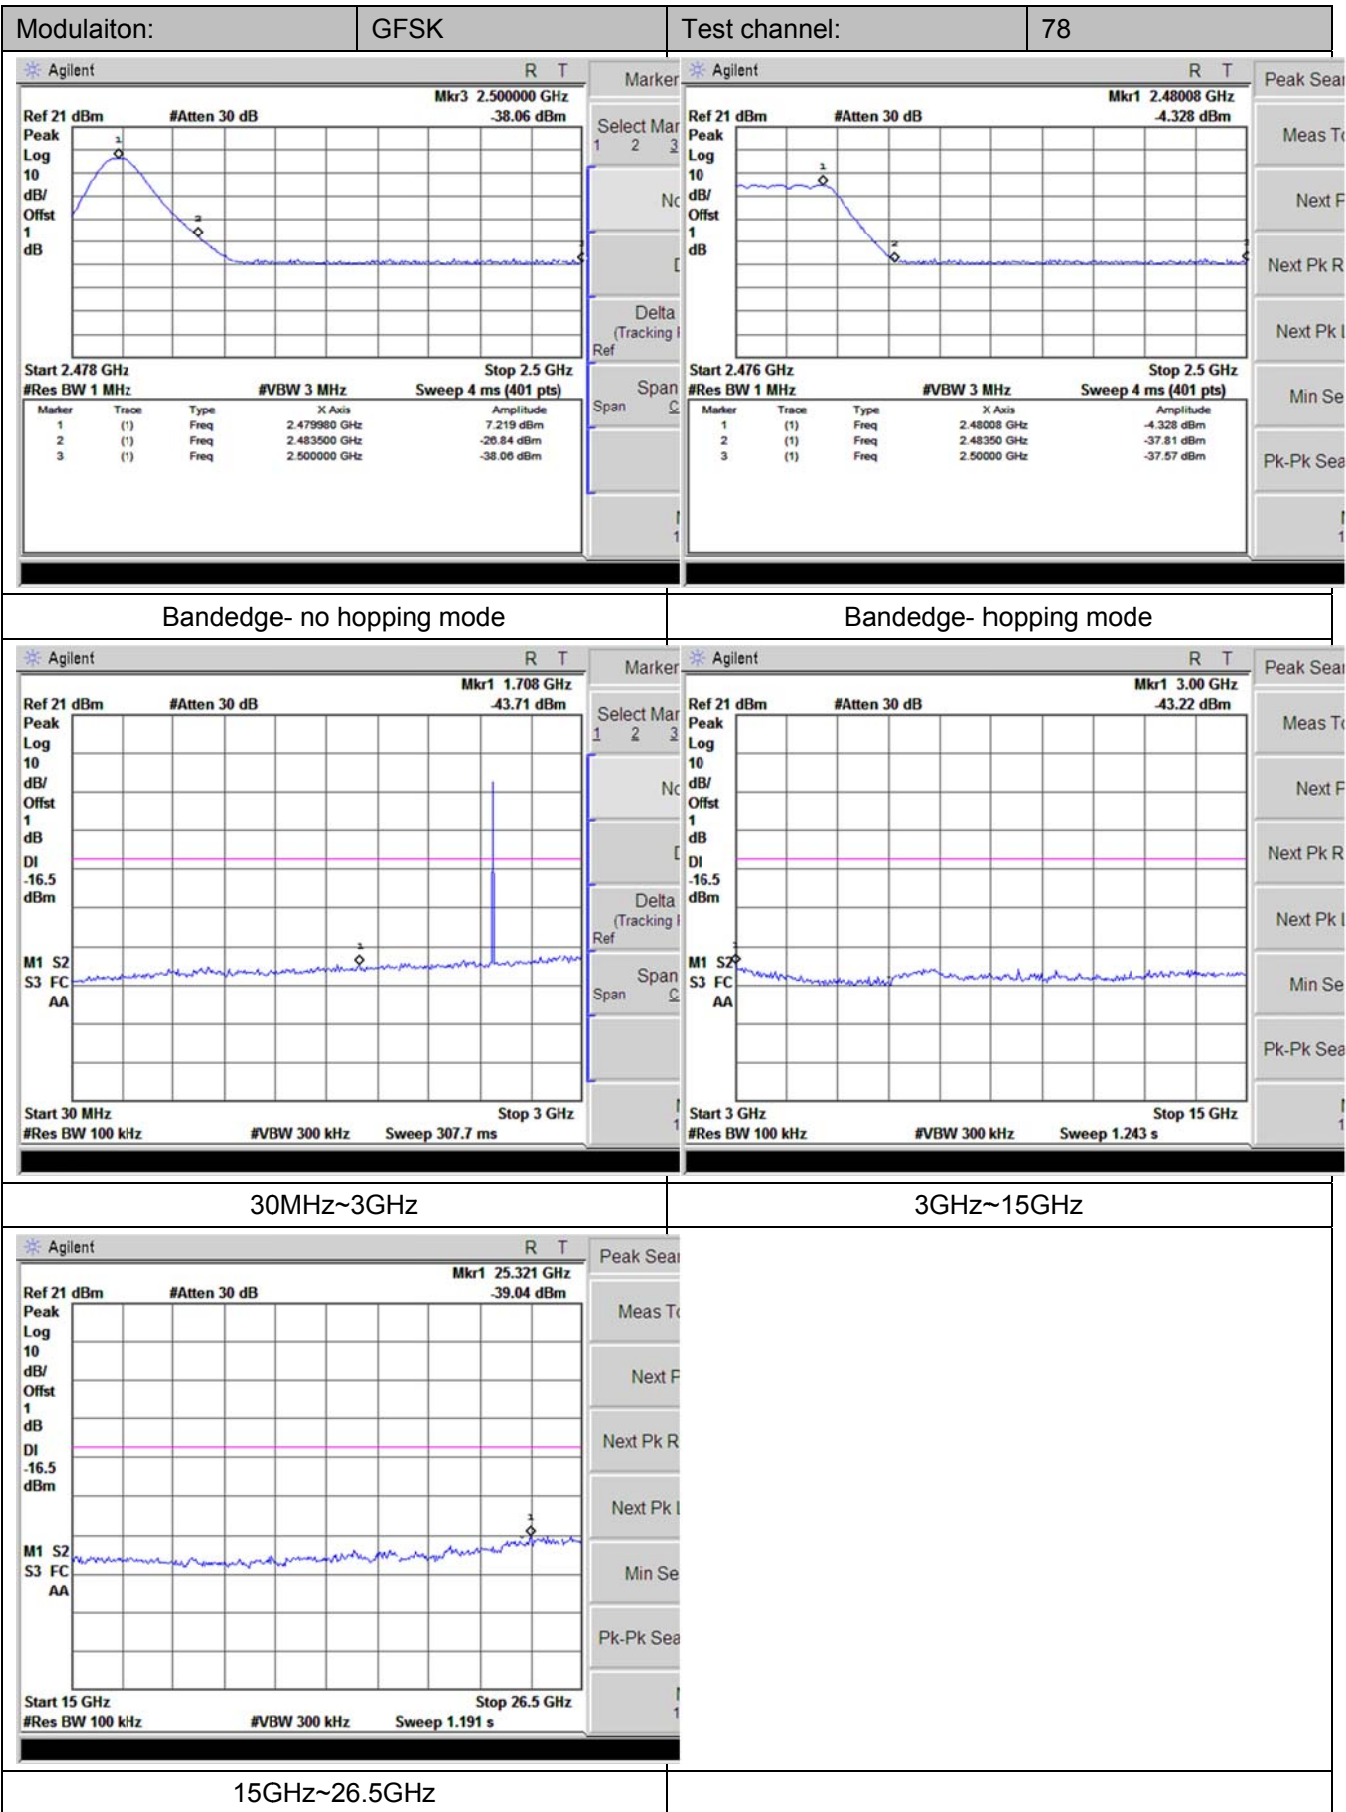 Modulaiton: GFSK Test channel: 78
Agilent R T
Mkr3 2.500000 GHz
Ref 21 dBm #Atten 30 dB -38.06 dBm
Peak
Log
10
dB/
Offst
1
dB
1
2
Start 2.478 GHz Stop 2.5 GHz
#Res BW 1 MHz #VBW 3 MHz Sweep 4 ms (401 pts)
Marker Trace Type X Axis Amplitude
1 (1) Freq 2.479980 GHz 7.219 dBm
2 (1) Freq 2.483500 GHz -26.84 dBm
3 (1) Freq 2.500000 GHz -38.06 dBm
Marker
Select Mar
1 2 3
Delta
(Tracking
Ref
Span
Span C
Agilent R T
Mkr1 2.48008 GHz
Ref 21 dBm #Atten 30 dB -4.328 dBm
Peak
Log
10
dB/
Offst
1
dB
1
2
Start 2.476 GHz Stop 2.5 GHz
#Res BW 1 MHz #VBW 3 MHz Sweep 4 ms (401 pts)
Marker Trace Type X Axis Amplitude
1 (1) Freq 2.48008 GHz -4.328 dBm
2 (1) Freq 2.48350 GHz -37.81 dBm
3 (1) Freq 2.50000 GHz -37.57 dBm
Peak Sear
Meas To
Next P
Next Pk R
Next Pk L
Min Se
Pk-Pk Sea
Bandedge- no hopping mode Bandedge- hopping mode
Agilent R T
Mkr1 1.708 GHz
Ref 21 dBm #Atten 30 dB -43.71 dBm
Peak
Log
10
dB/
Offst
1
dB
DI
-16.5
dBm
M1 S2
S3 FC
AA
1
Start 30 MHz Stop 3 GHz
#Res BW 100 kHz #VBW 300 kHz Sweep 307.7 ms
Marker
Select Mar
1 2 3
Delta
(Tracking
Ref
Span
Span C
Agilent R T
Mkr1 3.00 GHz
Ref 21 dBm #Atten 30 dB -43.22 dBm
Peak
Log
10
dB/
Offst
1
dB
DI
-16.5
dBm
M1 S2
S3 FC
AA
Start 3 GHz Stop 15 GHz
#Res BW 100 kHz #VBW 300 kHz Sweep 1.243 s
Peak Sear
Meas To
Next P
Next Pk R
Next Pk L
Min Se
Pk-Pk Sea
30MHz~3GHz 3GHz~15GHz
Agilent R T
Mkr1 25.321 GHz
Ref 21 dBm #Atten 30 dB -39.04 dBm
Peak
Log
10
dB/
Offst
1
dB
DI
-16.5
dBm
M1 S2
S3 FC
AA
1
Start 15 GHz Stop 26.5 GHz
#Res BW 100 kHz #VBW 300 kHz Sweep 1.191 s
Peak Sear
Meas To
Next P
Next Pk R
Next Pk L
Min Se
Pk-Pk Sea
15GHz~26.5GHz